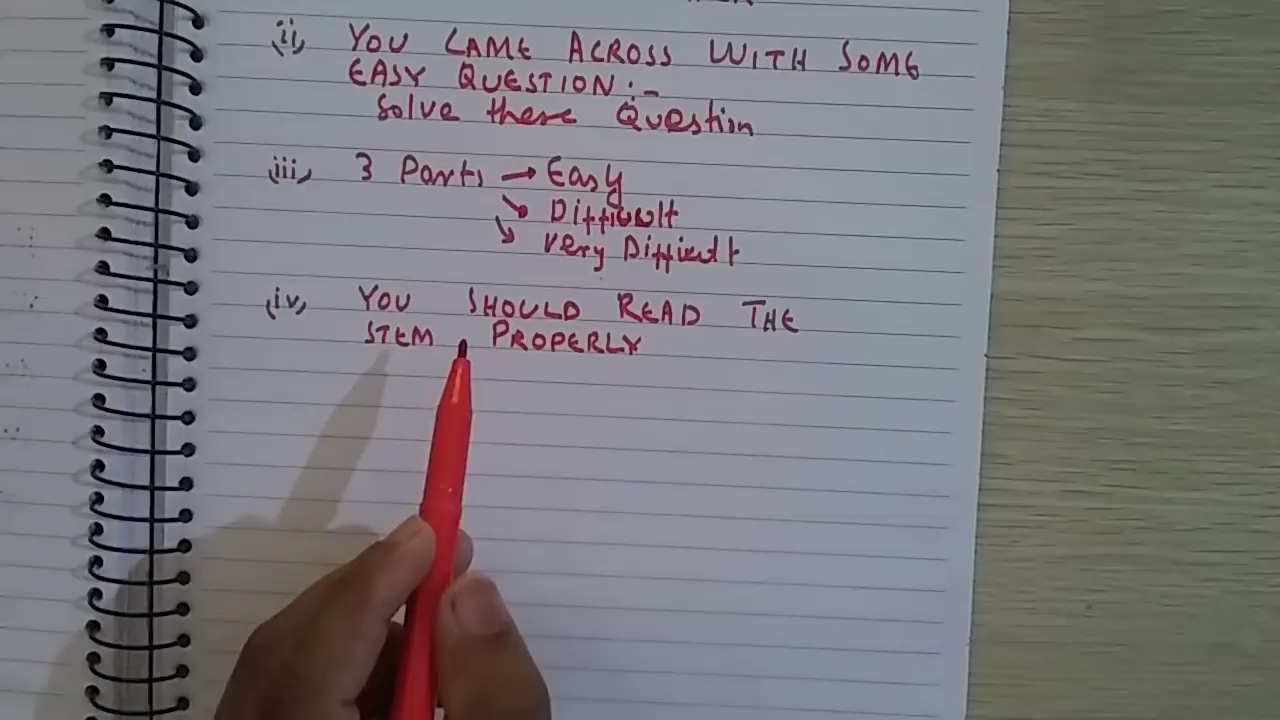 ii, YOU CAME ACROSS WITH SOME
EASY QUESTION :-
Solve these Question
iii, 3 Parts → Easy
↘ Difficult
↘ Very Difficult
iv, YOU SHOULD READ THE
STEM PROPERLY